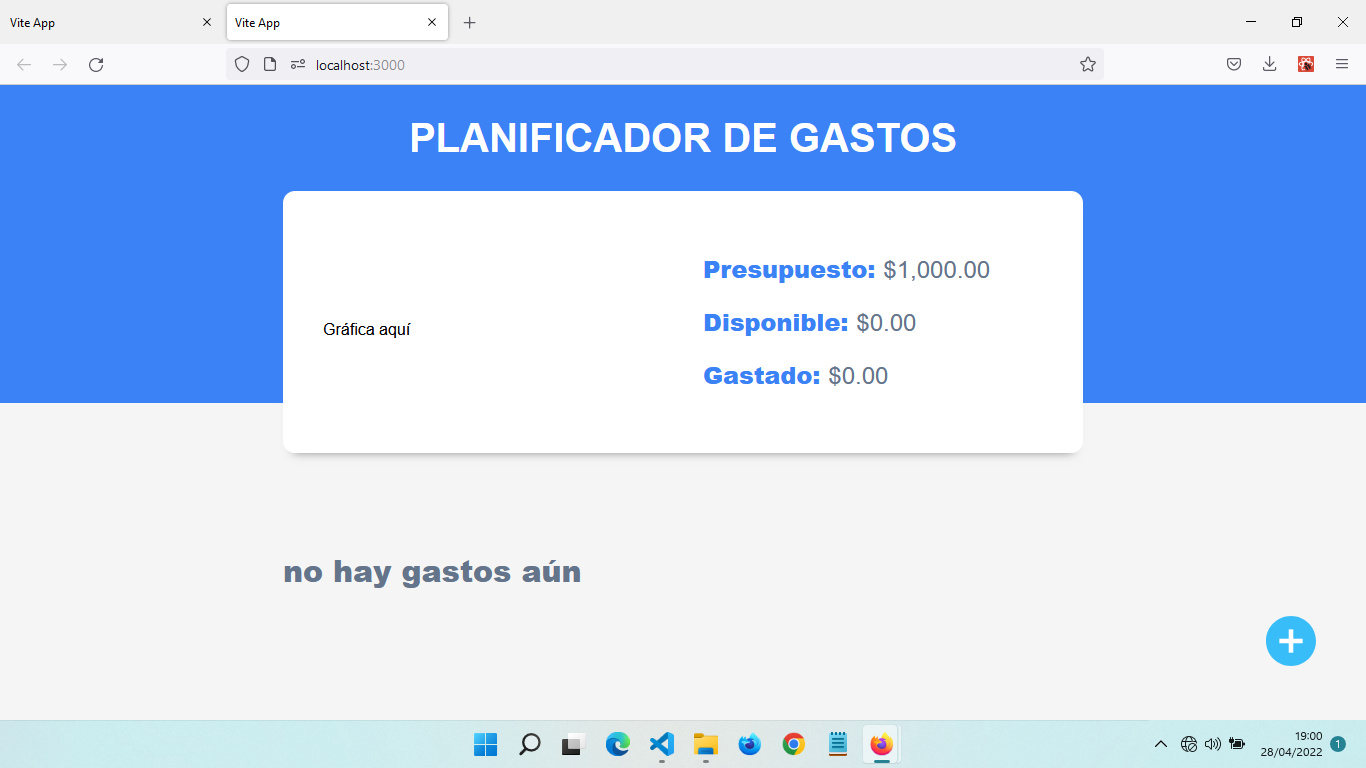 Vite App
Vite App
localhost:3000
PLANIFICADOR DE GASTOS
Gráfica aquí
Presupuesto: $1,000.00
Disponible: $0.00
Gastado: $0.00
no hay gastos aún
19:00
28/04/2022
1